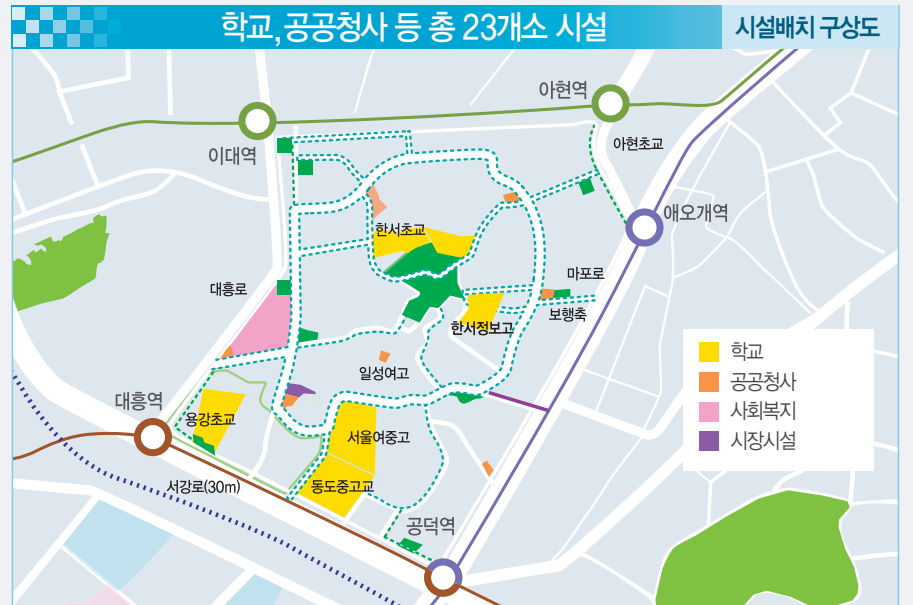 학교, 공공청사 등 총 23개소 시설
시설배치 구상도
아현역
이대역
아현초교
애오개역
한서초교
대흥로
마포로
보행축
한서정보고
일성여고
대흥역
용강초교
서울여중고
서강로(30m)
동도중고교
공덕역
학교
공공청사
사회복지
시장시설